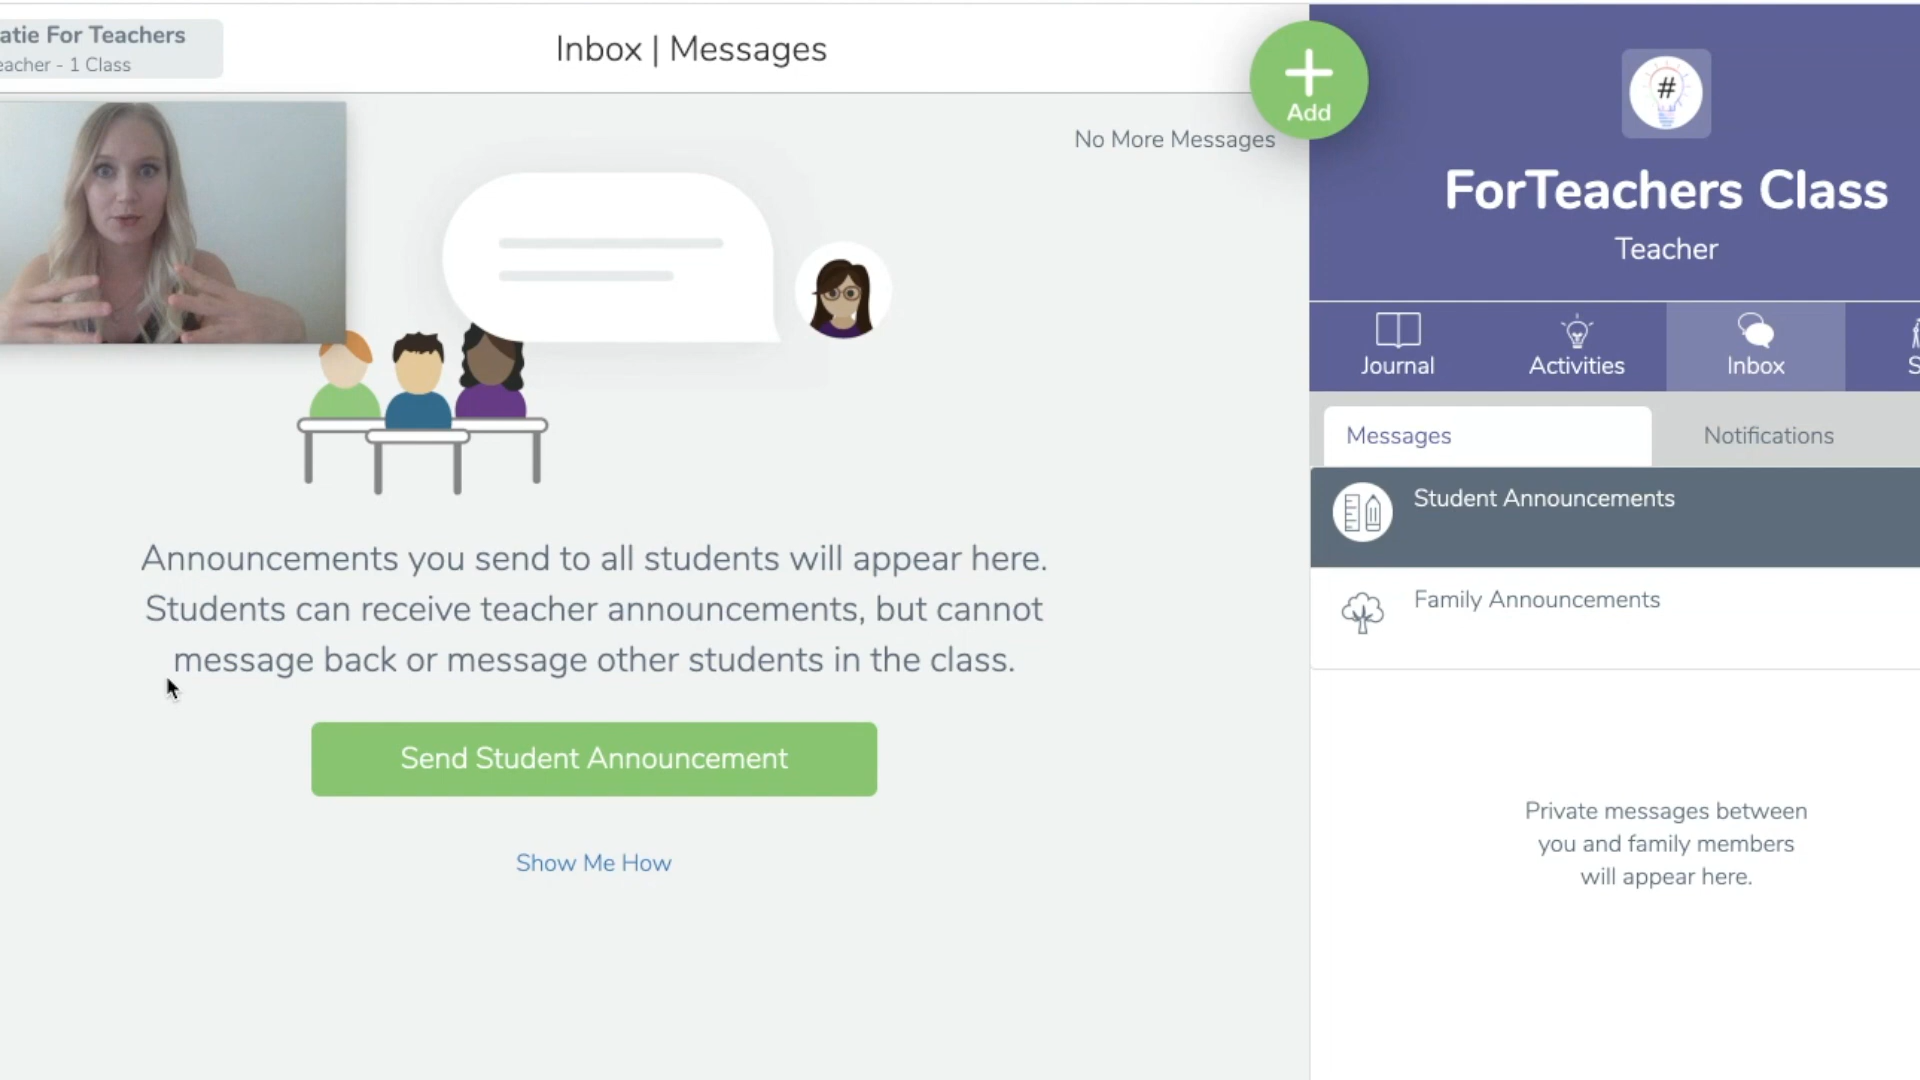 atie For Teachers
eacher - 1 Class
Inbox | Messages
Add
No More Messages
#
ForTeachers Class
Teacher
Journal
Activities
Inbox
S
Messages
Notifications
Student Announcements
Family Announcements
Announcements you send to all students will appear here.
Students can receive teacher announcements, but cannot
message back or message other students in the class.
Send Student Announcement
Show Me How
Private messages between
you and family members
will appear here.